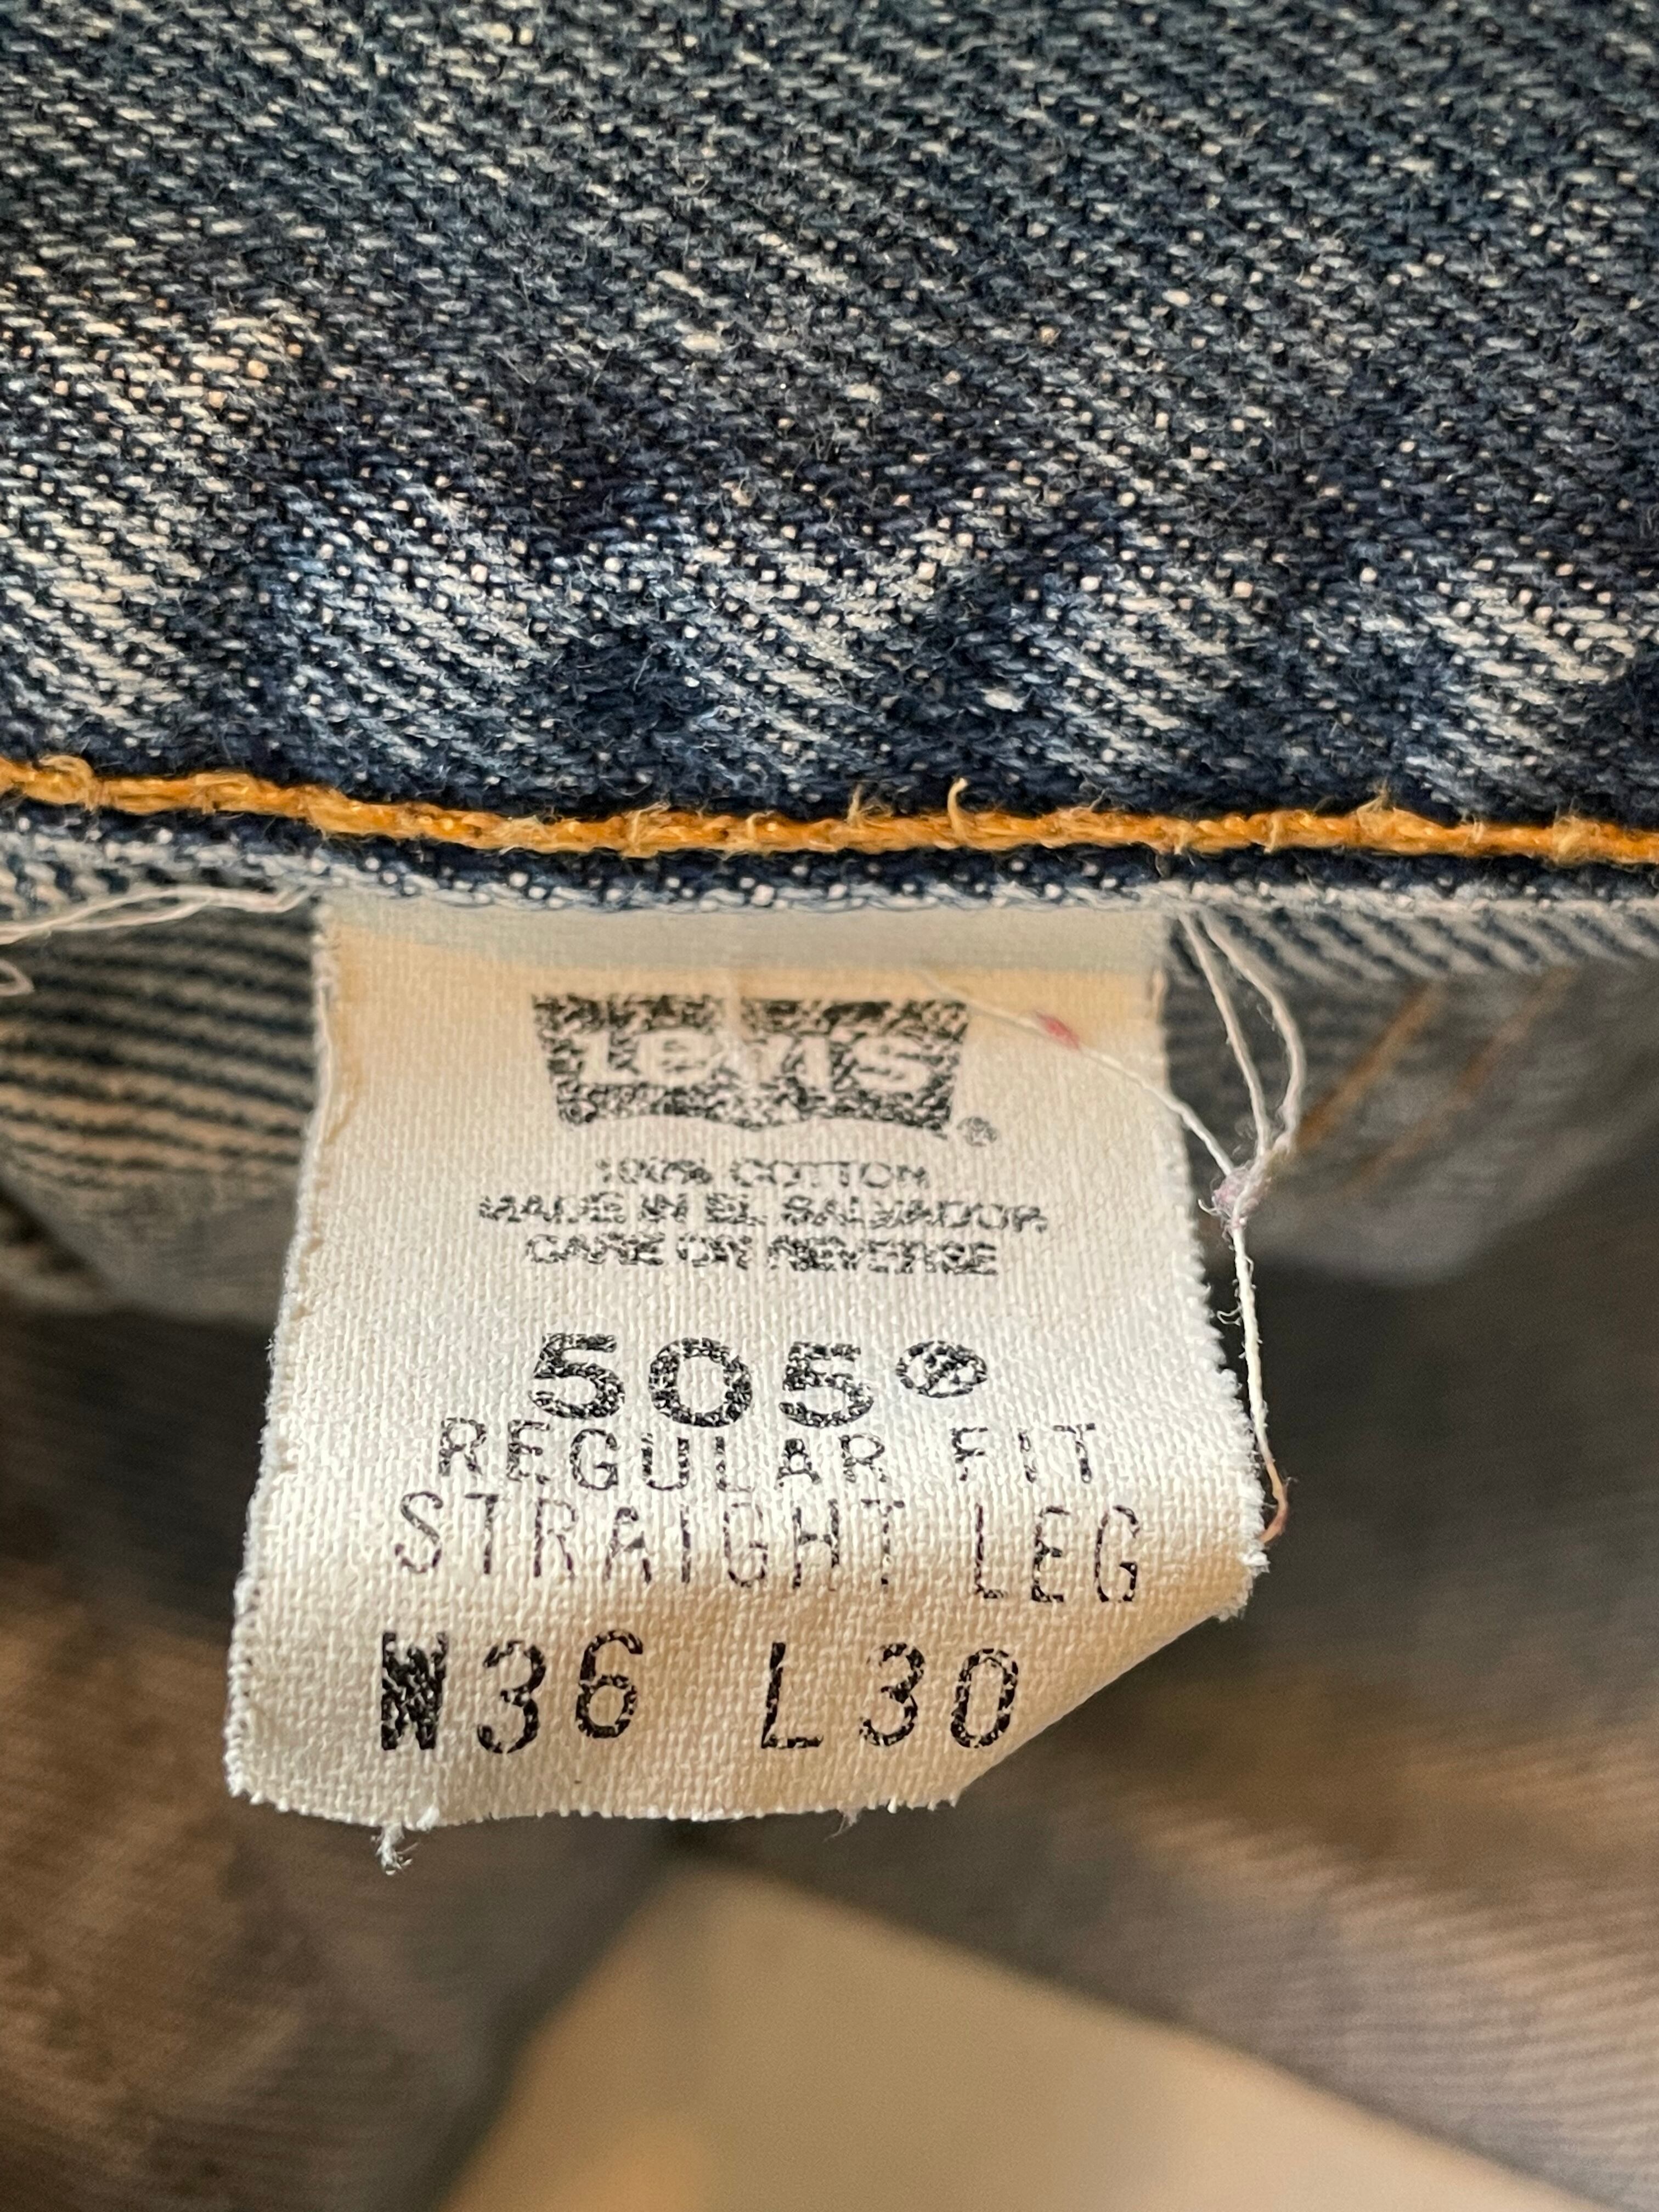 Levi's ®
100% COTTON
MADE IN EL SALVADOR
CARE ON REVERSE
505®
REGULAR FIT
STRAIGHT LEG
W36 L30